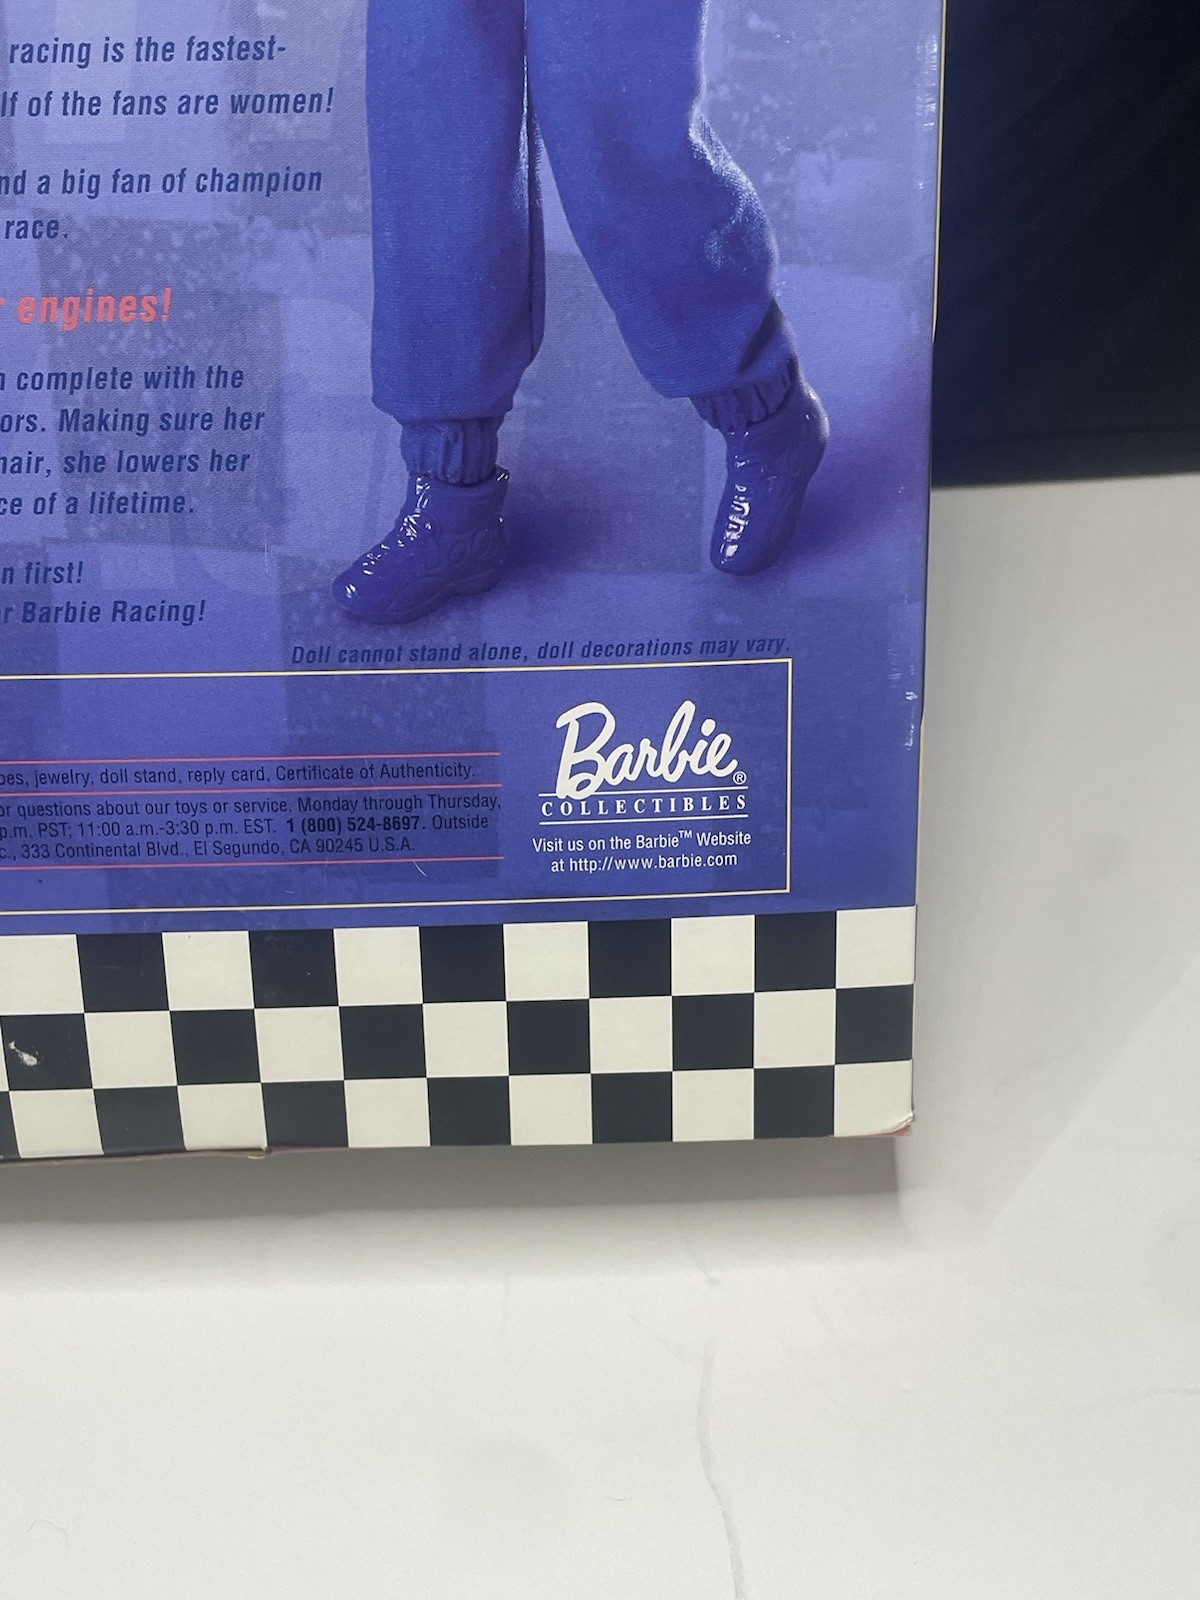 racing is the fastest-
lf of the fans are women!
nd a big fan of champion
race.
engines!
complete with the
ors. Making sure her
hair, she lowers her
ce of a lifetime.
n first!
r Barbie Racing!
Doll cannot stand alone, doll decorations may vary.
oes, jewelry, doll stand, reply card, Certificate of Authenticity.
or questions about our toys or service, Monday through Thursday,
p.m. PST; 11:00 a.m.-3:30 p.m. EST. 1 (800) 524-8697. Outside
c., 333 Continental Blvd., El Segundo, CA 90245 U.S.A.
Barbie®
COLLECTIBLES
Visit us on the Barbie™ Website
at http://www.barbie.com